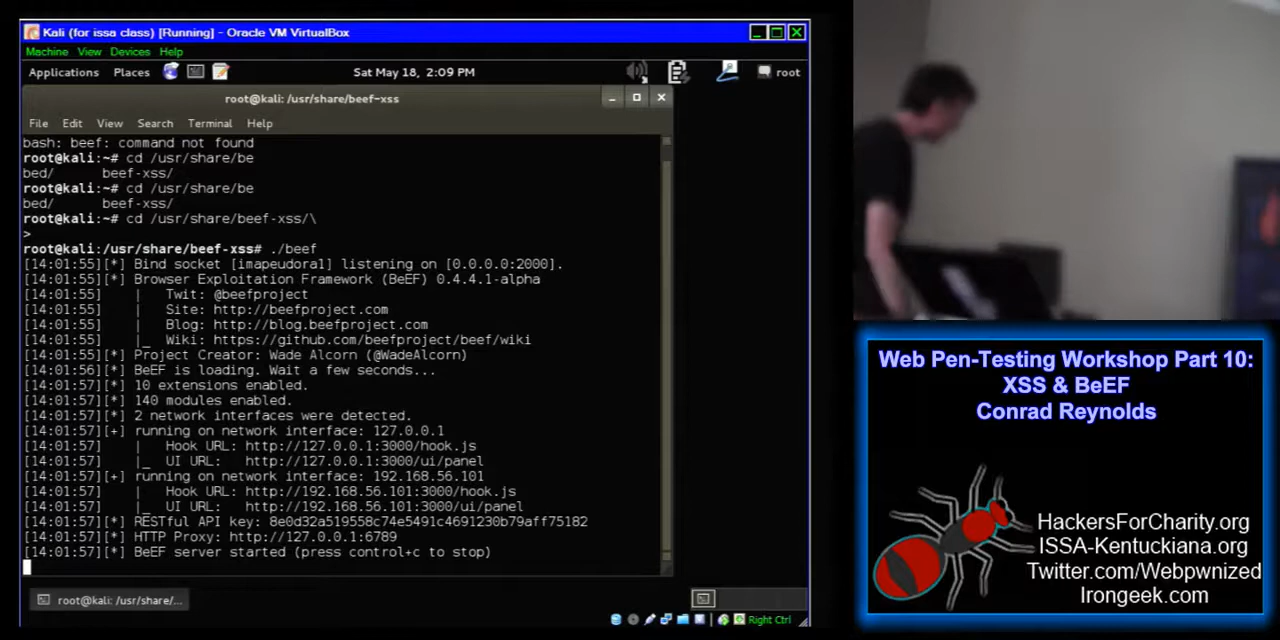 Kali (for issa class) [Running] - Oracle VM VirtualBox
Machine View Devices Help
Applications Places Sat May 18, 2:09 PM root
root@kali: /usr/share/beef-xss
File Edit View Search Terminal Help
bash: beef: command not found
root@kali:~# cd /usr/share/be
bed/ beef-xss/
root@kali:~# cd /usr/share/be
bed/ beef-xss/
root@kali:~# cd /usr/share/beef-xss/\
>
root@kali:/usr/share/beef-xss# ./beef
[14:01:55][*] Bind socket [imapeudora1] listening on [0.0.0.0:2000].
[14:01:55][*] Browser Exploitation Framework (BeEF) 0.4.4.1-alpha
[14:01:55] | Twit: @beefproject
[14:01:55] | Site: http://beefproject.com
[14:01:55] | Blog: http://blog.beefproject.com
[14:01:55] |_ Wiki: https://github.com/beefproject/beef/wiki
[14:01:55][*] Project Creator: Wade Alcorn (@WadeAlcorn)
[14:01:56][*] BeEF is loading. Wait a few seconds...
[14:01:57][*] 10 extensions enabled.
[14:01:57][*] 140 modules enabled.
[14:01:57][*] 2 network interfaces were detected.
[14:01:57][+] running on network interface: 127.0.0.1
[14:01:57] | Hook URL: http://127.0.0.1:3000/hook.js
[14:01:57] |_ UI URL: http://127.0.0.1:3000/ui/panel
[14:01:57][+] running on network interface: 192.168.56.101
[14:01:57] | Hook URL: http://192.168.56.101:3000/hook.js
[14:01:57] |_ UI URL: http://192.168.56.101:3000/ui/panel
[14:01:57][*] RESTful API key: 8e0d32a519558c74e5491c4691230b79aff75182
[14:01:57][*] HTTP Proxy: http://127.0.0.1:6789
[14:01:57][*] BeEF server started (press control+c to stop)
root@kali: /usr/share/...
Right Ctrl
Web Pen-Testing Workshop Part 10:
XSS & BeEF
Conrad Reynolds
HackersForCharity.org
ISSA-Kentuckiana.org
Twitter.com/Webpwnized
Irongeek.com